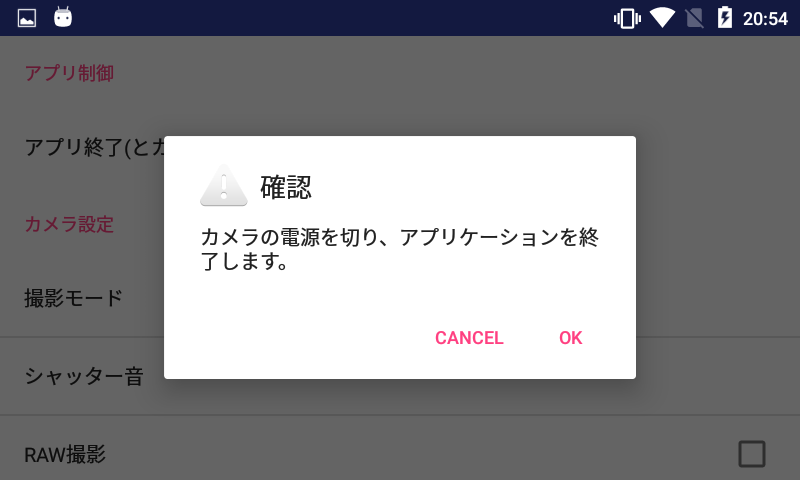 20:54
アプリ制御
アプリ終了(とカ
確認
カメラの電源を切り、アプリケーションを終
了します。
CANCEL OK
カメラ設定
撮影モード
シャッター音
RAW撮影